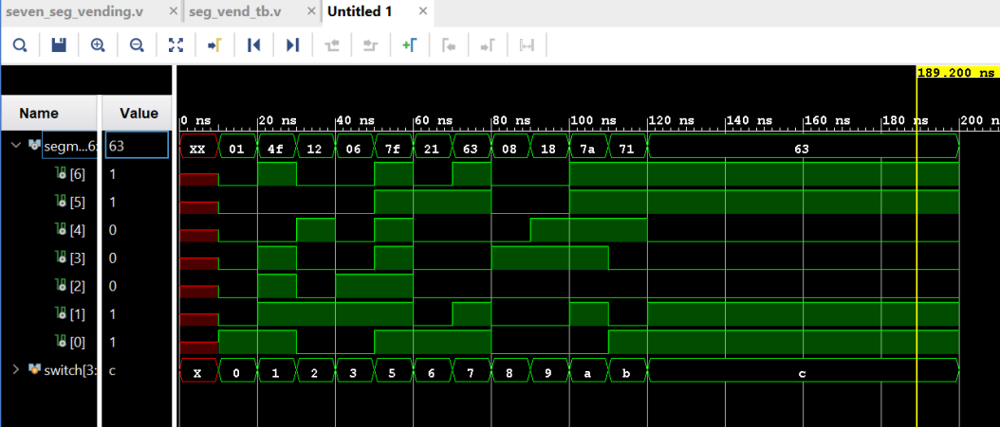 seven_seg_vending.v × seg_vend_tb.v × Untitled 1 ×
189.200 ns
Name Value
0 ns 20 ns 40 ns 60 ns 80 ns 100 ns 120 ns 140 ns 160 ns 180 ns 200 ns
segm...6: 63 XX 01 4f 12 06 7f 21 63 08 18 7a 71 63
[6] 1
[5] 1
[4] 0
[3] 0
[2] 0
[1] 1
[0] 1
switch[3: c X 0 1 2 3 5 6 7 8 9 a b c